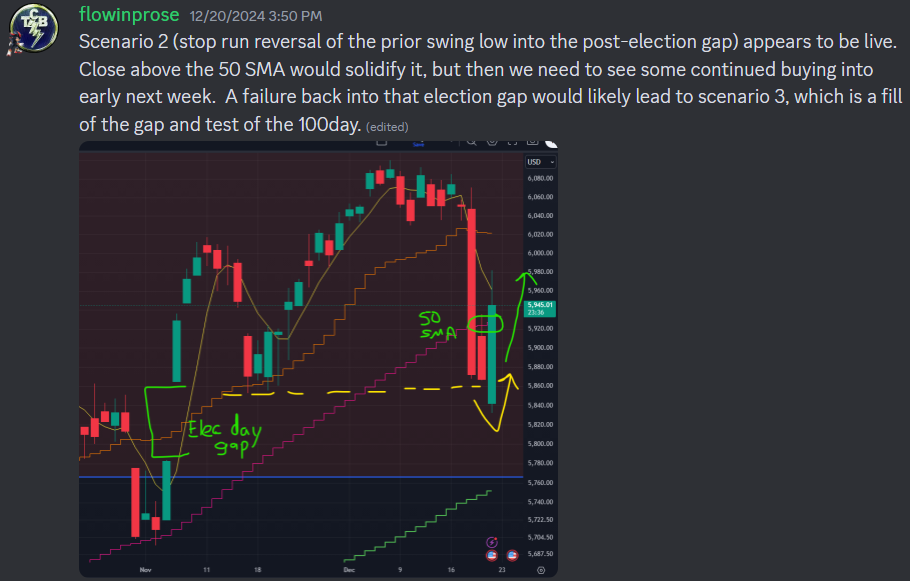 flowinprose 12/20/2024 3:50 PM
Scenario 2 (stop run reversal of the prior swing low into the post-election gap) appears to be live.
Close above the 50 SMA would solidify it, but then we need to see some continued buying into
early next week. A failure back into that election gap would likely lead to scenario 3, which is a fill
of the gap and test of the 100day. (edited)
USD
6,080.00
6,060.00
6,040.00
6,020.00
6,000.00
5,980.00
5,960.00
5,945.01
23:36
5,920.00
5,900.00
5,880.00
5,860.00
5,840.00
5,820.00
5,800.00
5,780.00
5,760.00
5,740.00
5,722.50
5,704.50
5,687.50
50
SMA
Elec day
gap
Nov 11 18 Dec 9 16 23